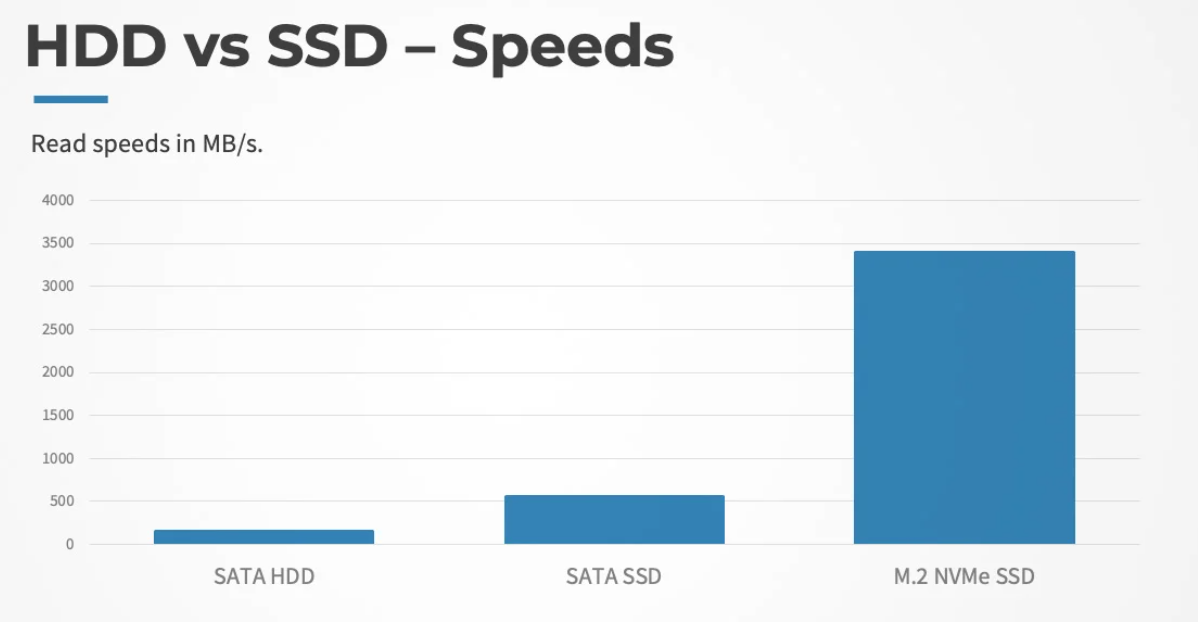 HDD vs SSD – Speeds
Read speeds in MB/s.
4000
3500
3000
2500
2000
1500
1000
500
0
SATA HDD
SATA SSD
M.2 NVMe SSD